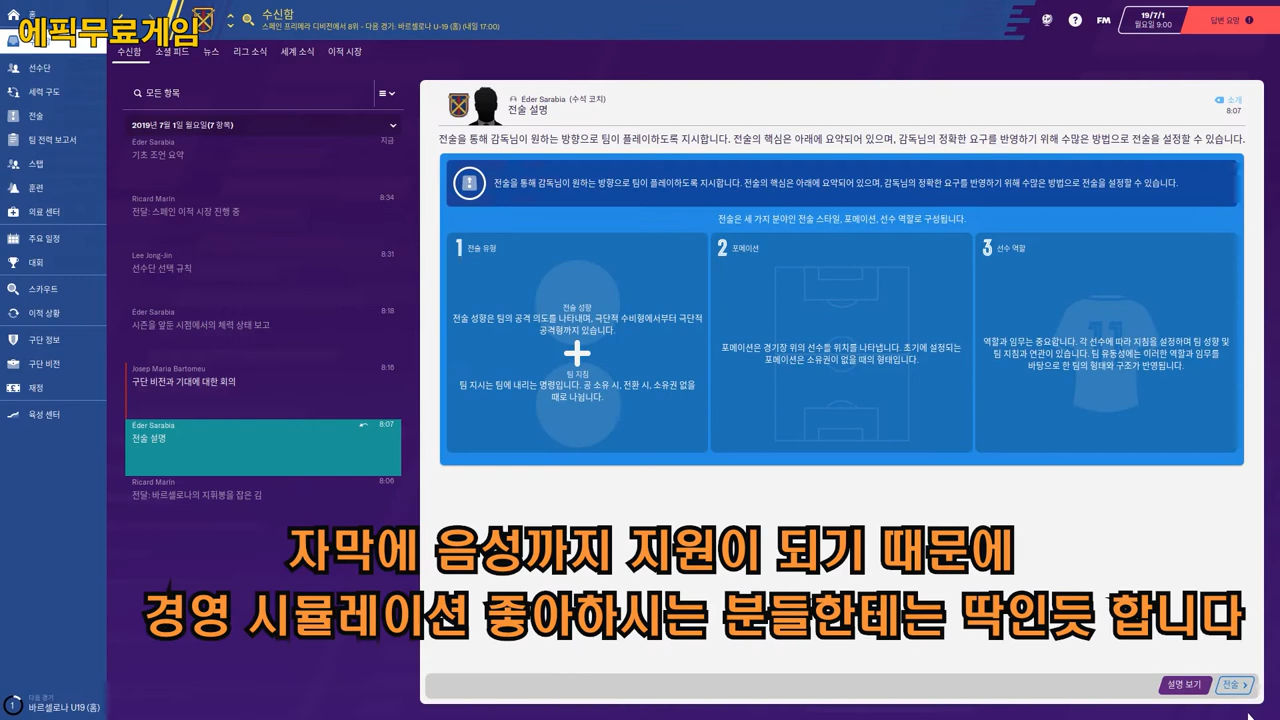 홈
에픽무료게임
수신함
스페인 프리메라 디비전에서 8위 - 다음 경기: 바르셀로나 U-19 (홈) (내일 17:00)
FM
19/7/1
월요일 9:00
답변 요망
수신함
소셜 피드
뉴스
리그 소식
세계 소식
이적 시장
선수단
세력 구도
전술
팀 전력 보고서
스탭
훈련
의료 센터
주요 일정
대회
스카우트
이적 상황
구단 정보
구단 비전
재정
육성 센터
다음 경기
1
바르셀로나 U19 (홈)
모든 항목
2019년 7월 1일 월요일(7 항목)
Éder Sarabia 지금
기초 조언 요약
Ricard Marín 8:34
전달: 스페인 이적 시장 진행 중
Lee Jong-Jin 8:31
선수단 선택 규칙
Éder Sarabia 8:18
시즌을 앞둔 시점에서의 체력 상태 보고
Josep Maria Bartomeu 8:16
구단 비전과 기대에 대한 회의
Éder Sarabia 8:07
전술 설명
Ricard Marín 8:06
전달: 바르셀로나의 지휘봉을 잡은 김
Éder Sarabia (수석 코치)
전술 설명
소개
8:07
전술을 통해 감독님이 원하는 방향으로 팀이 플레이하도록 지시합니다. 전술의 핵심은 아래에 요약되어 있으며, 감독님의 정확한 요구를 반영하기 위해 수많은 방법으로 전술을 설정할 수 있습니다.
전술을 통해 감독님이 원하는 방향으로 팀이 플레이하도록 지시합니다. 전술의 핵심은 아래에 요약되어 있으며, 감독님의 정확한 요구를 반영하기 위해 수많은 방법으로 전술을 설정할 수 있습니다.
전술은 세 가지 분야인 전술 스타일, 포메이션, 선수 역할로 구성됩니다.
1 전술 유형
전술 성향
전술 성향은 팀의 공격 의도를 나타내며, 극단적 수비형에서부터 극단적
공격형까지 있습니다.
팀 지침
팀 지시는 팀에 내리는 명령입니다. 공 소유 시, 전환 시, 소유권 없을
때로 나뉩니다.
2 포메이션
포메이션은 경기장 위의 선수를 위치를 나타냅니다. 초기에 설정되는
포메이션은 소유권이 없을 때의 형태입니다.
3 선수 역할
11
역할과 임무는 중요합니다. 각 선수에 따라 지침을 설정하며 팀 성향 및
팀 지침과 연관이 있습니다. 팀 유동성에는 이러한 역할과 임무를
바탕으로 한 팀의 형태와 구조가 반영됩니다.
자막에 음성까지 지원이 되기 때문에
경영 시뮬레이션 좋아하시는 분들한테는 딱인듯 합니다
설명 보기
전술